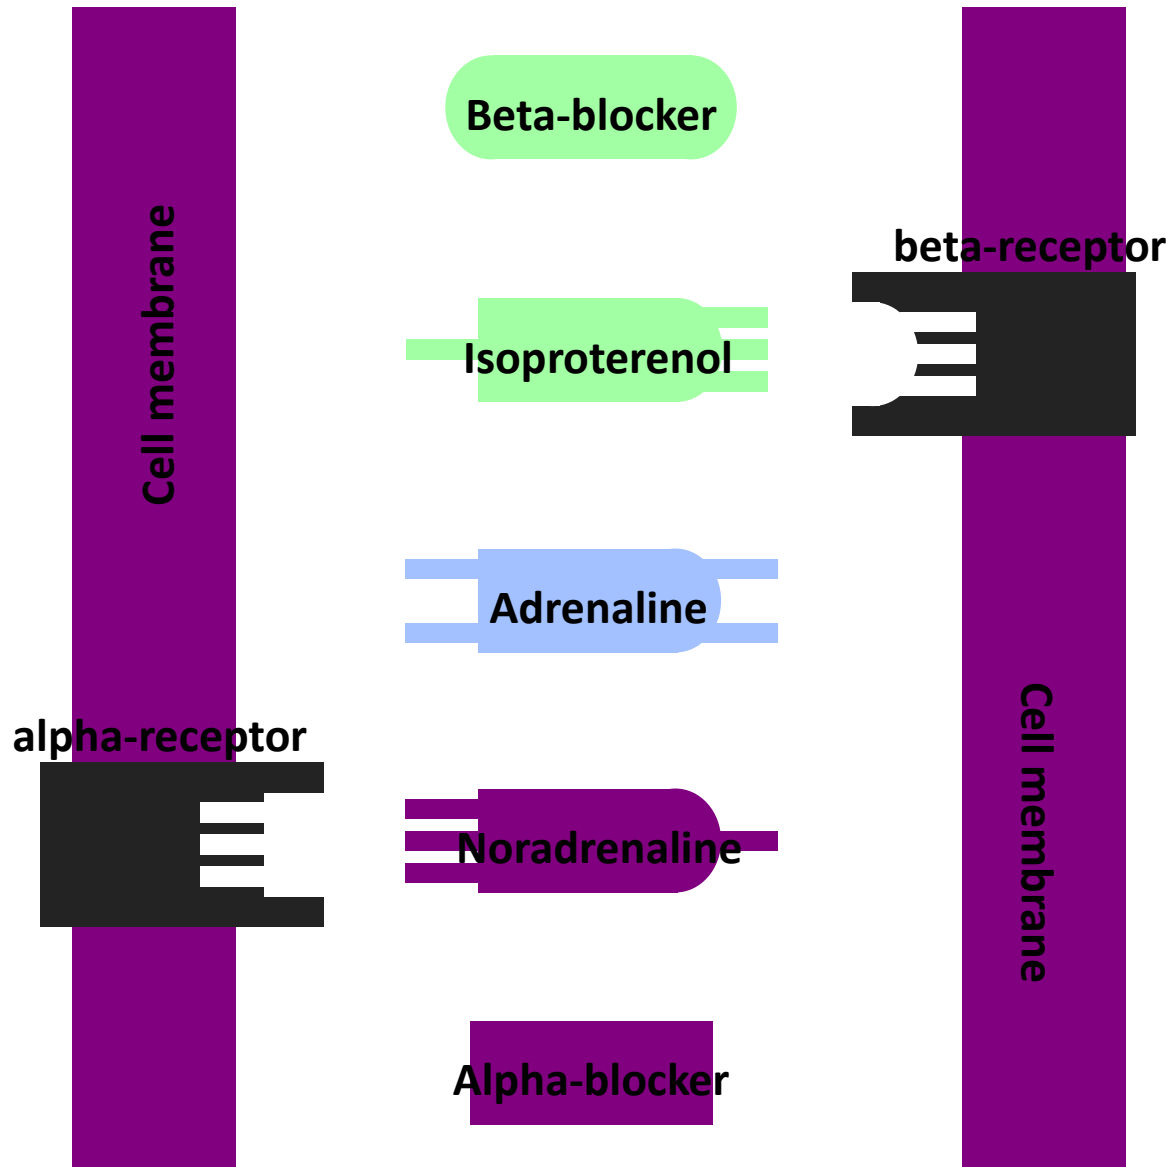 Beta-blocker
Cell membrane
beta-receptor
Isoproterenol
Adrenaline
alpha-receptor
Noradrenaline
Cell membrane
Alpha-blocker